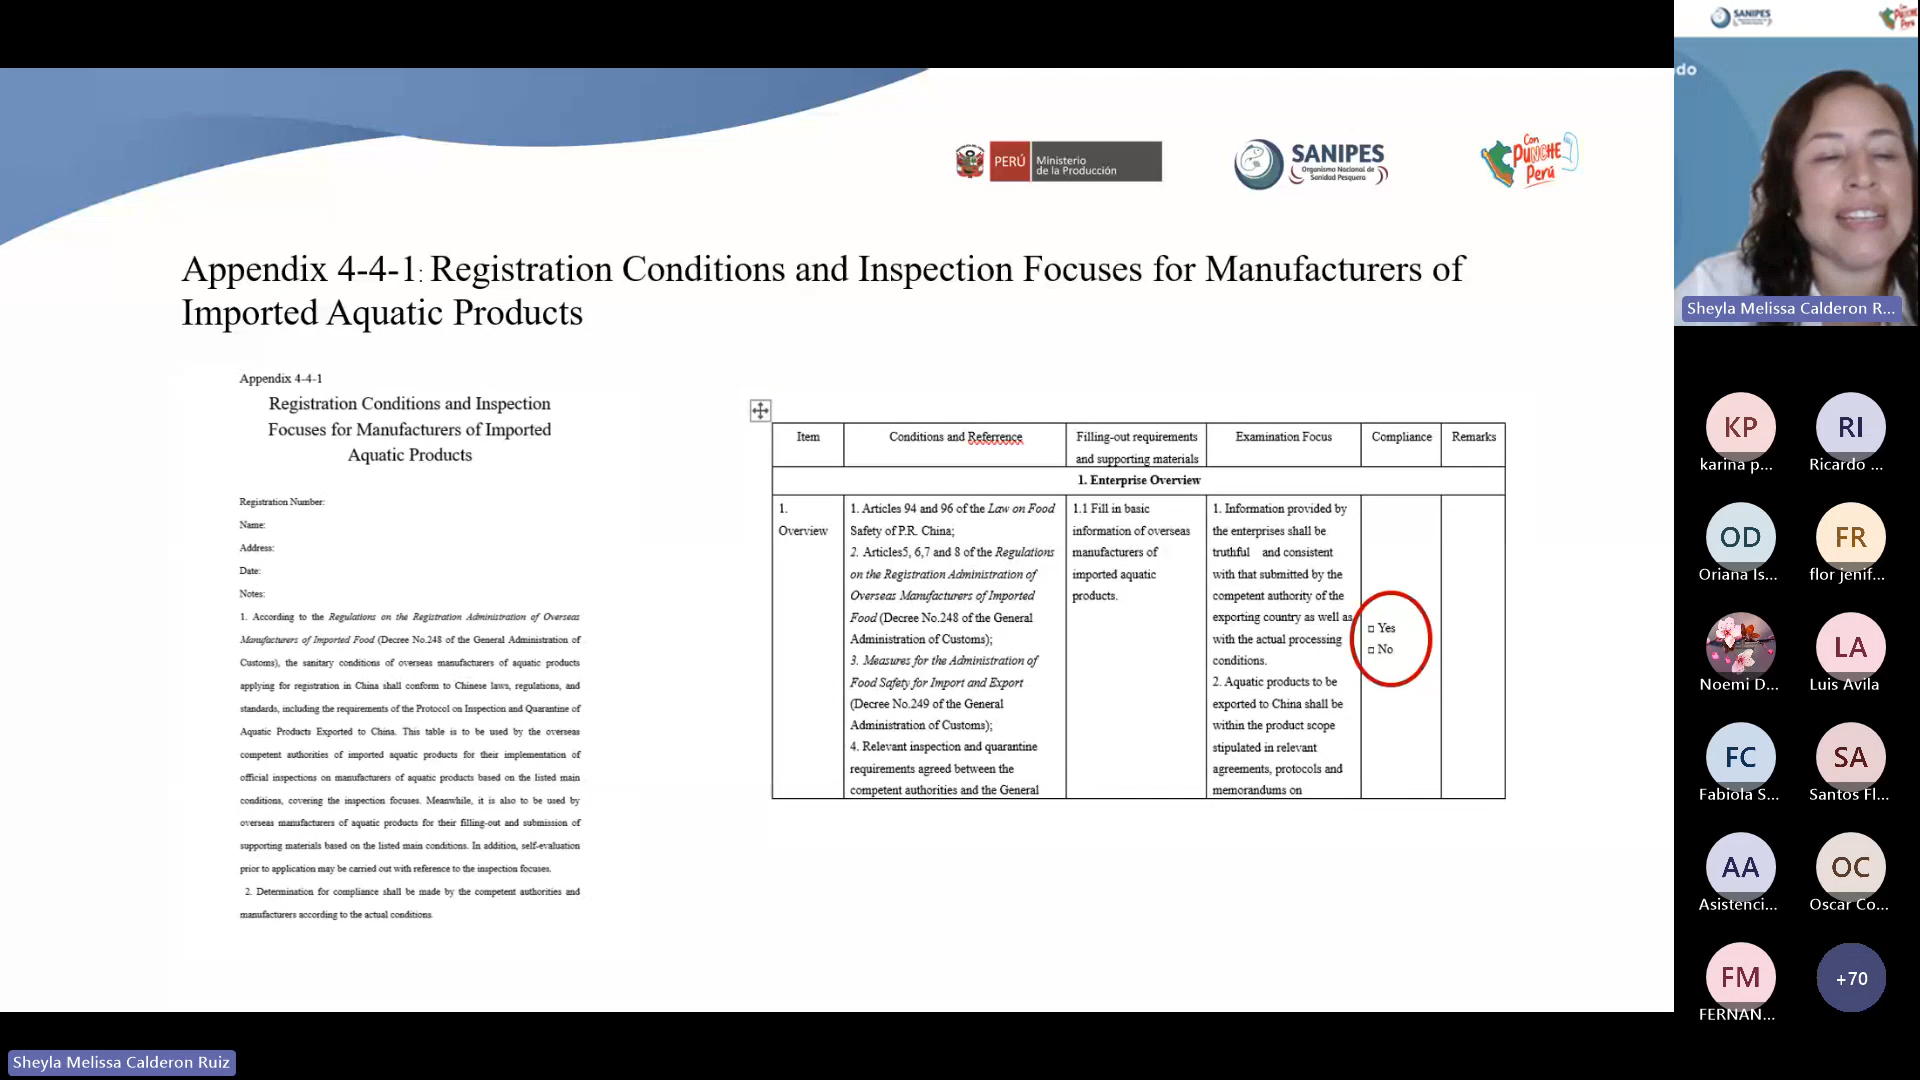 SANIPES
Con
Punche
Perú
do
PERÚ
Ministerio
de la Producción
SANIPES
Organismo Nacional de
Sanidad Pesquera
Con
PUNCHE
Perú
Appendix 4-4-1: Registration Conditions and Inspection Focuses for Manufacturers of
Imported Aquatic Products
Sheyla Melissa Calderon R...
Appendix 4-4-1
Registration Conditions and Inspection
Focuses for Manufacturers of Imported
Aquatic Products
Registration Number:
Name:
Address:
Date:
Notes:
1. According to the Regulations on the Registration Administration of Overseas
Manufacturers of Imported Food (Decree No.248 of the General Administration of
Customs), the sanitary conditions of overseas manufacturers of aquatic products
applying for registration in China shall conform to Chinese laws, regulations, and
standards, including the requirements of the Protocol on Inspection and Quarantine of
Aquatic Products Exported to China. This table is to be used by the overseas
competent authorities of imported aquatic products for their implementation of
official inspections on manufacturers of aquatic products based on the listed main
conditions, covering the inspection focuses. Meanwhile, it is also to be used by
overseas manufacturers of aquatic products for their filling-out and submission of
supporting materials based on the listed main conditions. In addition, self-evaluation
prior to application may be carried out with reference to the inspection focuses.
2. Determination for compliance shall be made by the competent authorities and
manufacturers according to the actual conditions.
Item
Conditions and Referrence
Filling-out requirements
and supporting materials
Examination Focus
Compliance
Remarks
1. Enterprise Overview
1.
Overview
1. Articles 94 and 96 of the Law on Food
Safety of P.R. China;
2. Articles5, 6,7 and 8 of the Regulations
on the Registration Administration of
Overseas Manufacturers of Imported
Food (Decree No.248 of the General
Administration of Customs);
3. Measures for the Administration of
Food Safety for Import and Export
(Decree No.249 of the General
Administration of Customs);
4. Relevant inspection and quarantine
requirements agreed between the
competent authorities and the General
1.1 Fill in basic
information of overseas
manufacturers of
imported aquatic
products.
1. Information provided by
the enterprises shall be
truthful and consistent
with that submitted by the
competent authority of the
exporting country as well as
with the actual processing
conditions.
2. Aquatic products to be
exported to China shall be
within the product scope
stipulated in relevant
agreements, protocols and
memorandums on
□ Yes
□ No
KP
karina p...
RI
Ricardo ...
OD
Oriana Is...
FR
flor jenif...
Noemi D...
LA
Luis Avila
FC
Fabiola S...
SA
Santos Fl...
AA
Asistenci...
OC
Oscar Co...
FM
FERNAN...
+70
Sheyla Melissa Calderon Ruiz